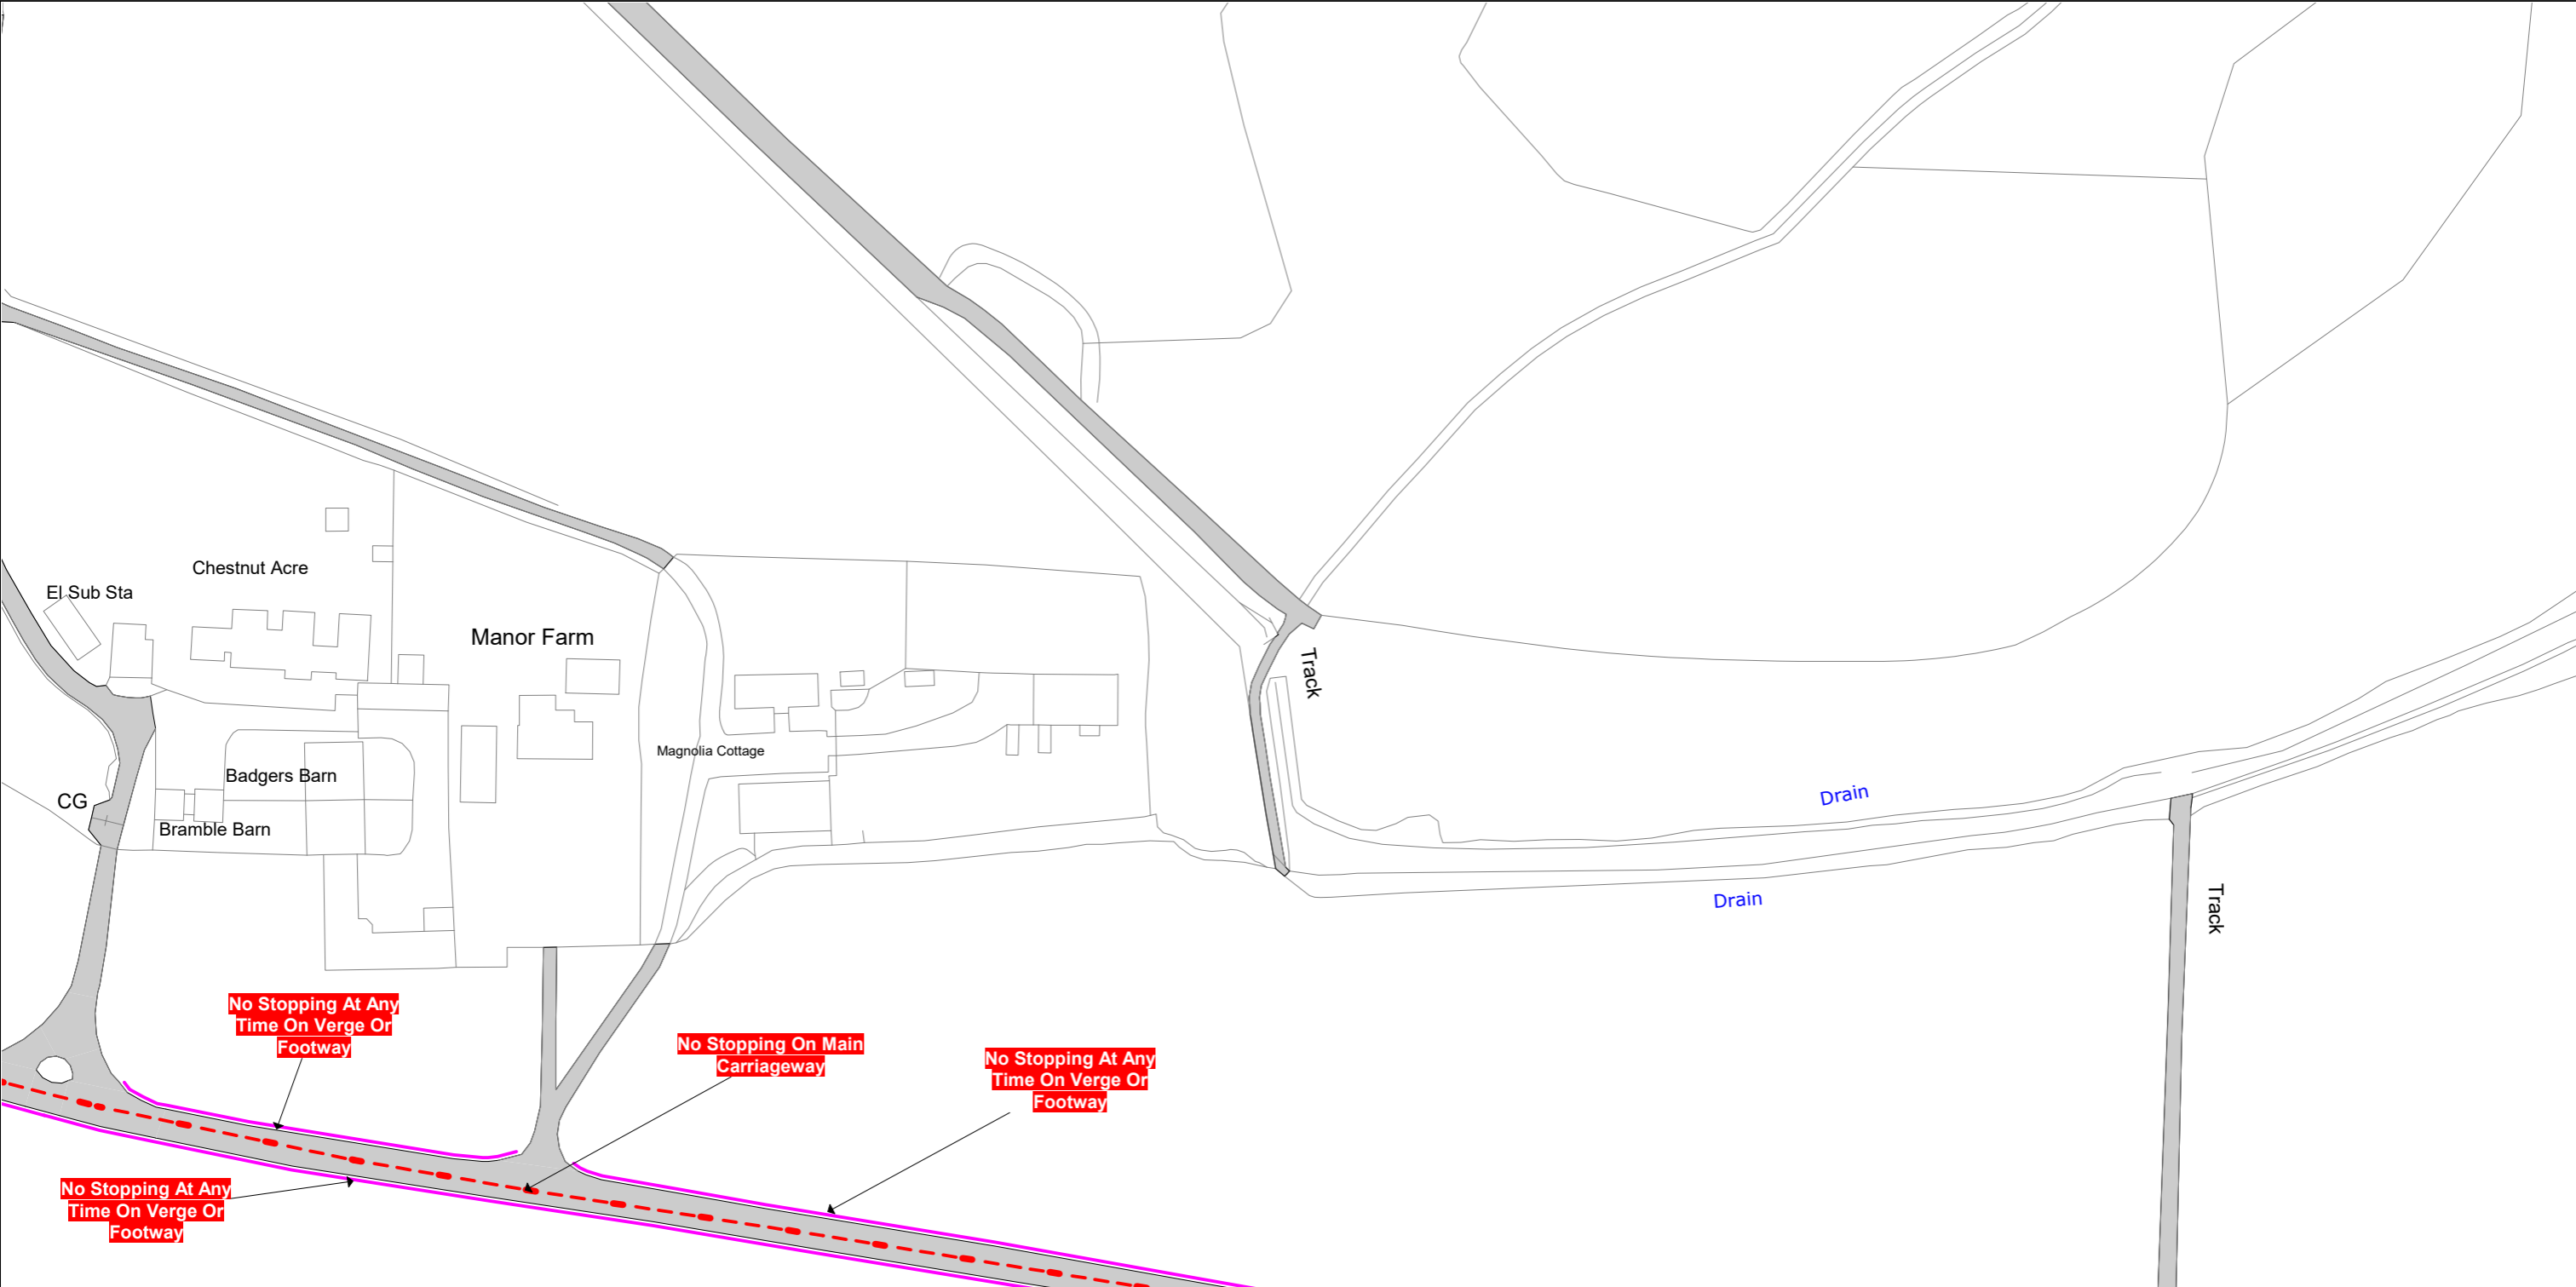 Chestnut Acre
El Sub Sta
Manor Farm
Track
Magnolia Cottage
Badgers Barn
CG
Bramble Barn
Drain
Drain
Track
No Stopping At Any
Time On Verge Or
Footway
No Stopping On Main
Carriageway
No Stopping At Any
Time On Verge Or
Footway
No Stopping At Any
Time On Verge Or
Footway